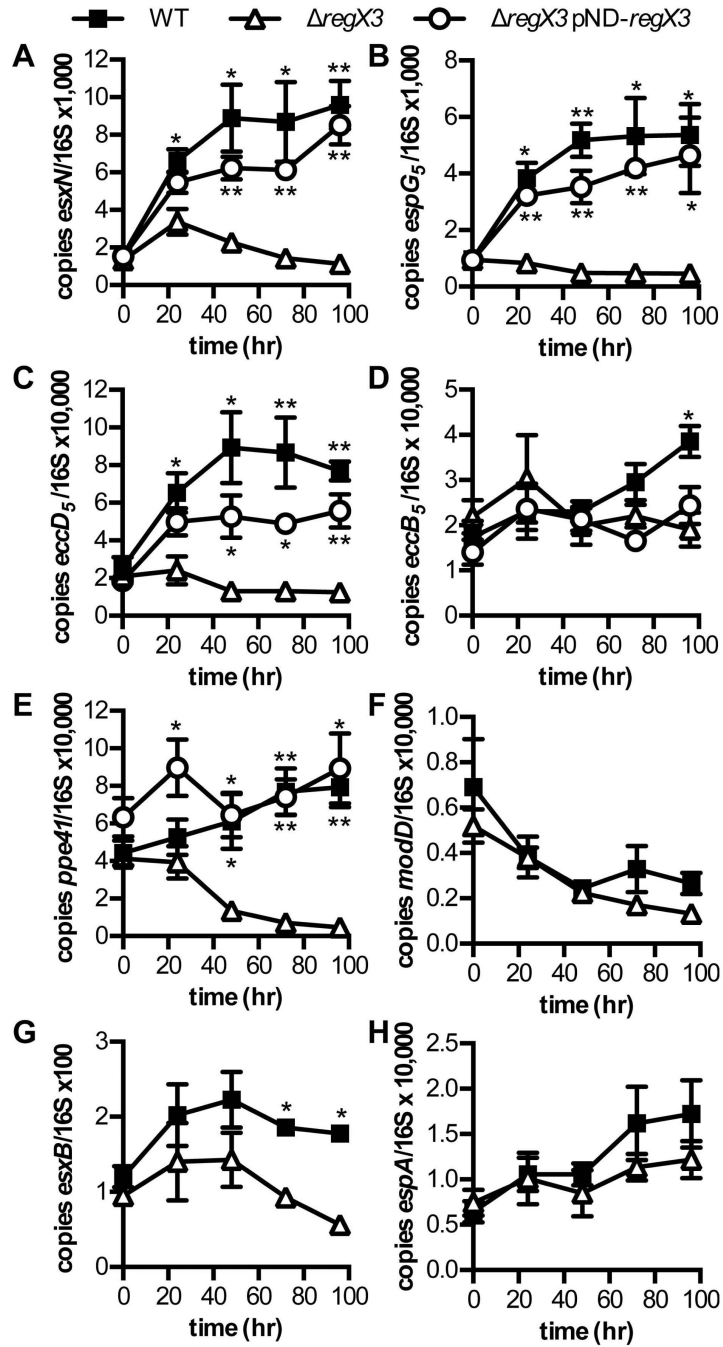 WT ΔregX3 ΔregX3 pND-regX3
A
copies esxN/16S x1,000
12
10
8
6
4
2
0
* * * **
** ** **
0 20 40 60 80 100
time (hr)
B
copies espG5/16S x1,000
8
6
4
2
0
* ** * *
** ** ** *
0 20 40 60 80 100
time (hr)
C
copies eccD5/16S x10,000
12
10
8
6
4
2
0
* * ** **
* * **
0 20 40 60 80 100
time (hr)
D
copies eccB5/16S x 10,000
5
4
3
2
1
0
*
0 20 40 60 80 100
time (hr)
E
copies ppe41/16S x10,000
12
10
8
6
4
2
0
* * ** *
* ** **
0 20 40 60 80 100
time (hr)
F
copies modD/16S x10,000
1.0
0.8
0.6
0.4
0.2
0.0
0 20 40 60 80 100
time (hr)
G
copies esxB/16S x100
3
2
1
0
* *
0 20 40 60 80 100
time (hr)
H
copies espA/16S x 10,000
2.5
2.0
1.5
1.0
0.5
0.0
0 20 40 60 80 100
time (hr)